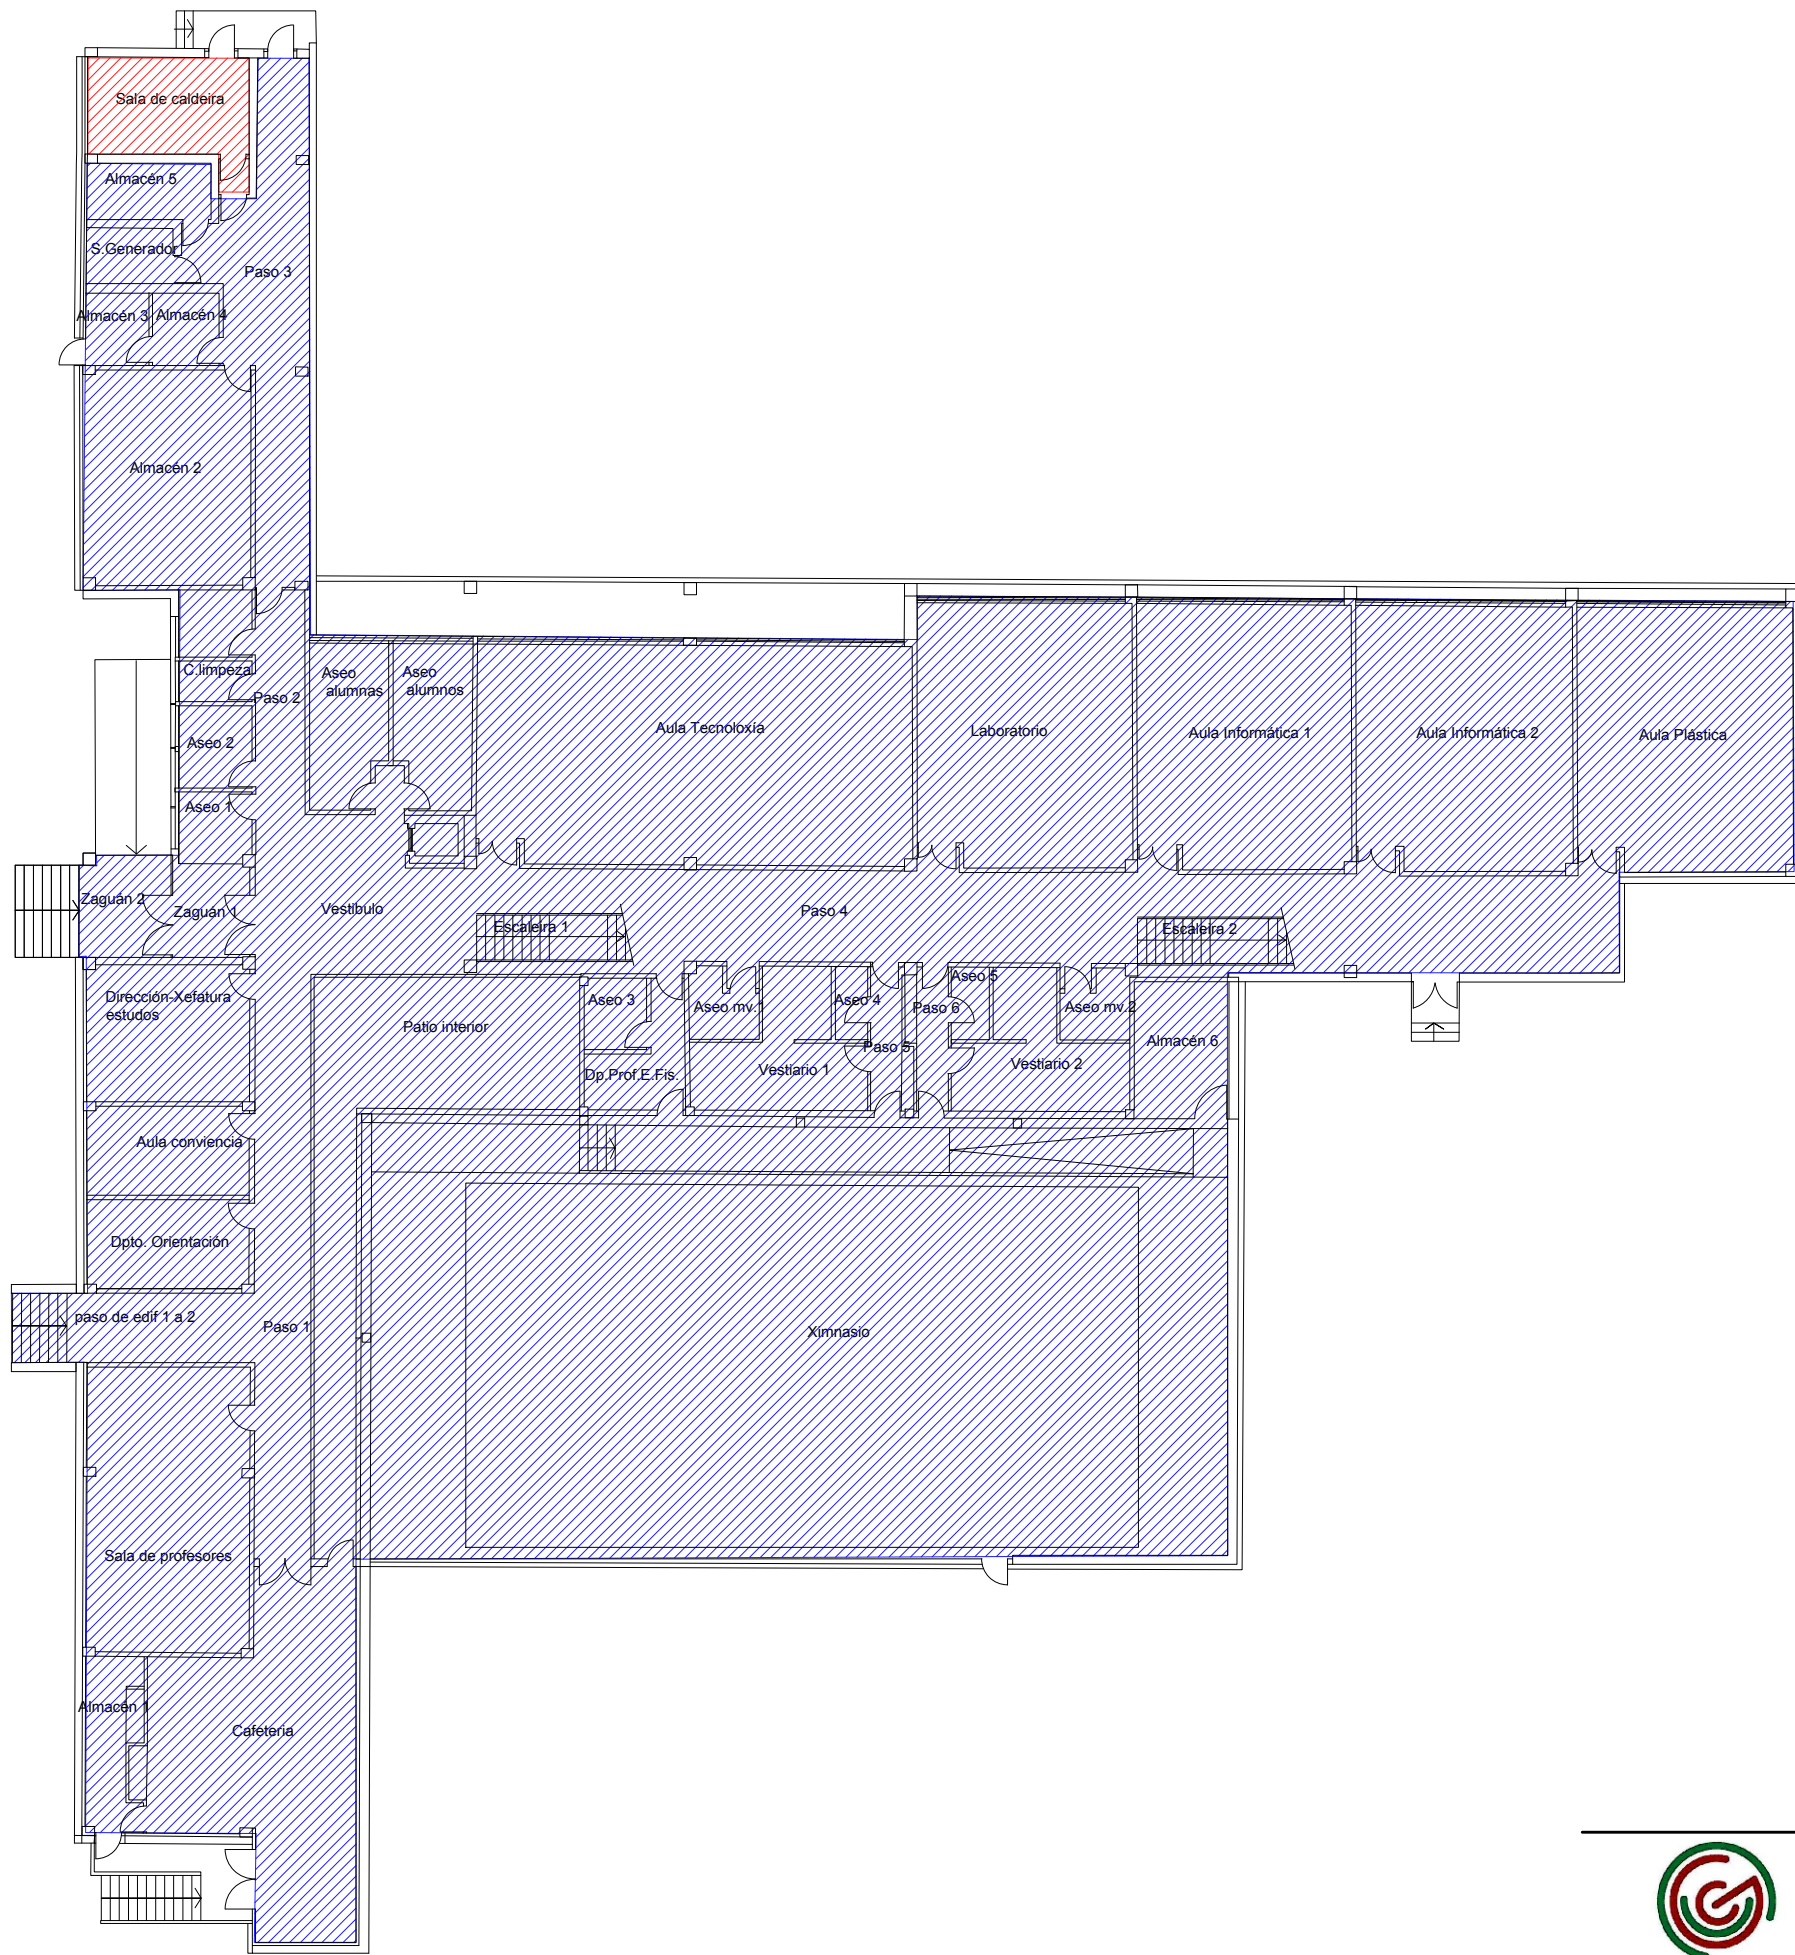 Sala de caldeira
Almacén 5
S.Generador
Paso 3
Almacén 3
Almacén 4
Almacén 2
C.limpeza
Paso 2
Aseo
alumnas
Aseo
alumnos
Aseo 2
Aseo 1
Aula Tecnoloxía
Laboratorio
Aula Informática 1
Aula Informática 2
Aula Plástica
Zaguán 2
Zaguán 1
Vestíbulo
Escaleira 1
Paso 4
Escaleira 2
Dirección-Xefatura
estudos
Patio interior
Aseo 3
Aseo mv.1
Aseo 4
Paso 6
Aseo 5
Aseo mv.2
Almacén 6
Paso 5
Dp.Prof.E.Fis.
Vestiario 1
Vestiario 2
Aula conviencia
Dpto. Orientación
paso de edif 1 a 2
Paso 1
Ximnasio
Sala de profesores
Almacén 1
Cafeteria